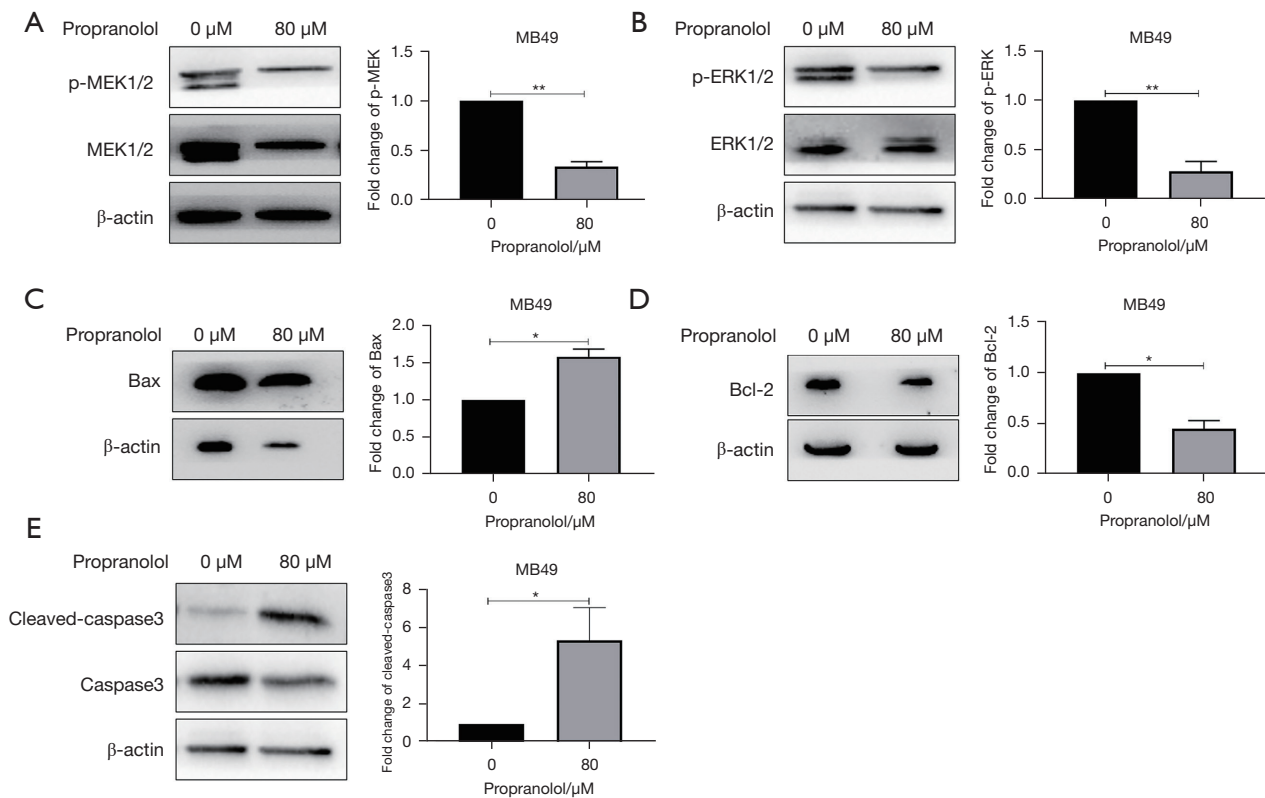 A
Propranolol 0 µM 80 µM
p-MEK1/2
MEK1/2
β-actin
MB49
Fold change of p-MEK
1.5
1.0
0.5
0.0
**
0 80
Propranolol/µM
B
Propranolol 0 µM 80 µM
p-ERK1/2
ERK1/2
β-actin
MB49
Fold change of p-ERK
1.5
1.0
0.5
0.0
**
0 80
Propranolol/µM
C
Propranolol 0 µM 80 µM
Bax
β-actin
MB49
Fold change of Bax
2.0
1.5
1.0
0.5
0.0
*
0 80
Propranolol/µM
D
Propranolol 0 µM 80 µM
Bcl-2
β-actin
MB49
Fold change of Bcl-2
1.5
1.0
0.5
0.0
*
0 80
Propranolol/µM
E
Propranolol 0 µM 80 µM
Cleaved-caspase3
Caspase3
β-actin
MB49
Fold change of cleaved-caspase3
8
6
4
2
0
*
0 80
Propranolol/µM